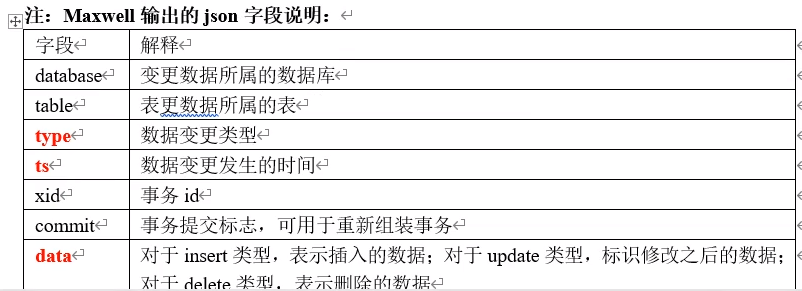 注：Maxwell 输出的 json 字段说明：
字段 解释
database 变更数据所属的数据库
table 表更数据所属的表
type 数据变更类型
ts 数据变更发生的时间
xid 事务 id
commit 事务提交标志，可用于重新组装事务
data 对于 insert 类型，表示插入的数据；对于 update 类型，标识修改之后的数据；
对于 delete 类型，表示删除的数据